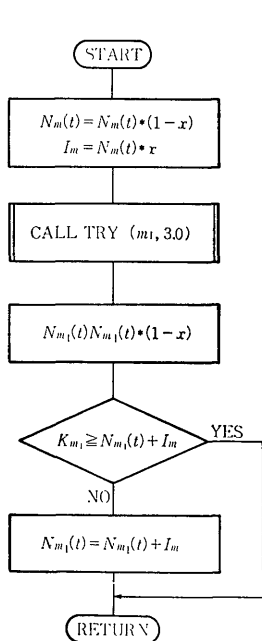 START
Nm(t)=Nm(t)*(1-x)
Im=Nm(t)*x
CALL TRY (m1,3.0)
Nm1(t)Nm1(t)*(1-x)
Km1≧Nm1(t)+Im
YES
NO
Nm1(t)=Nm1(t)+Im
RETURN